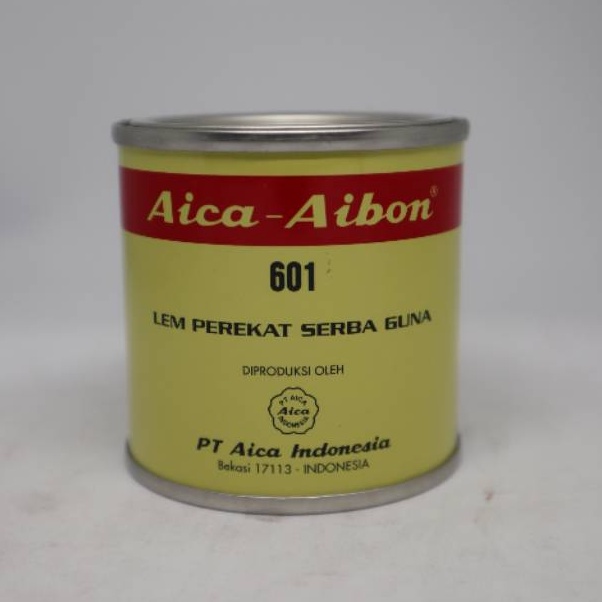 Aica-Aibon®
601
LEM PEREKAT SERBA GUNA
DIPRODUKSI OLEH
PT AICA
Aica
INDONESIA
PT Aica Indonesia
Bekasi 17113 - INDONESIA